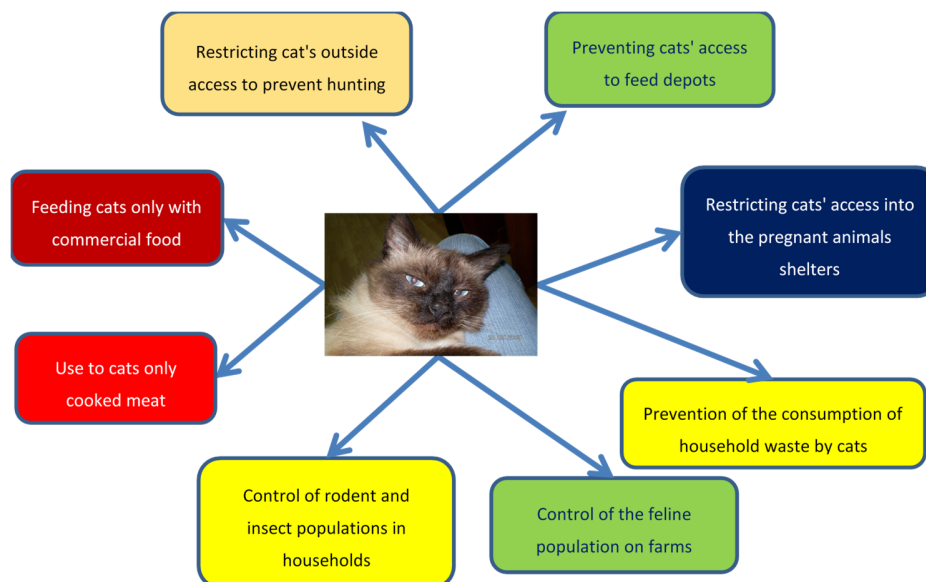 Restricting cat's outside
access to prevent hunting
Preventing cats' access
to feed depots
Feeding cats only with
commercial food
Restricting cats' access into
the pregnant animals
shelters
Use to cats only
cooked meat
Prevention of the consumption of
household waste by cats
Control of rodent and
insect populations in
households
Control of the feline
population on farms